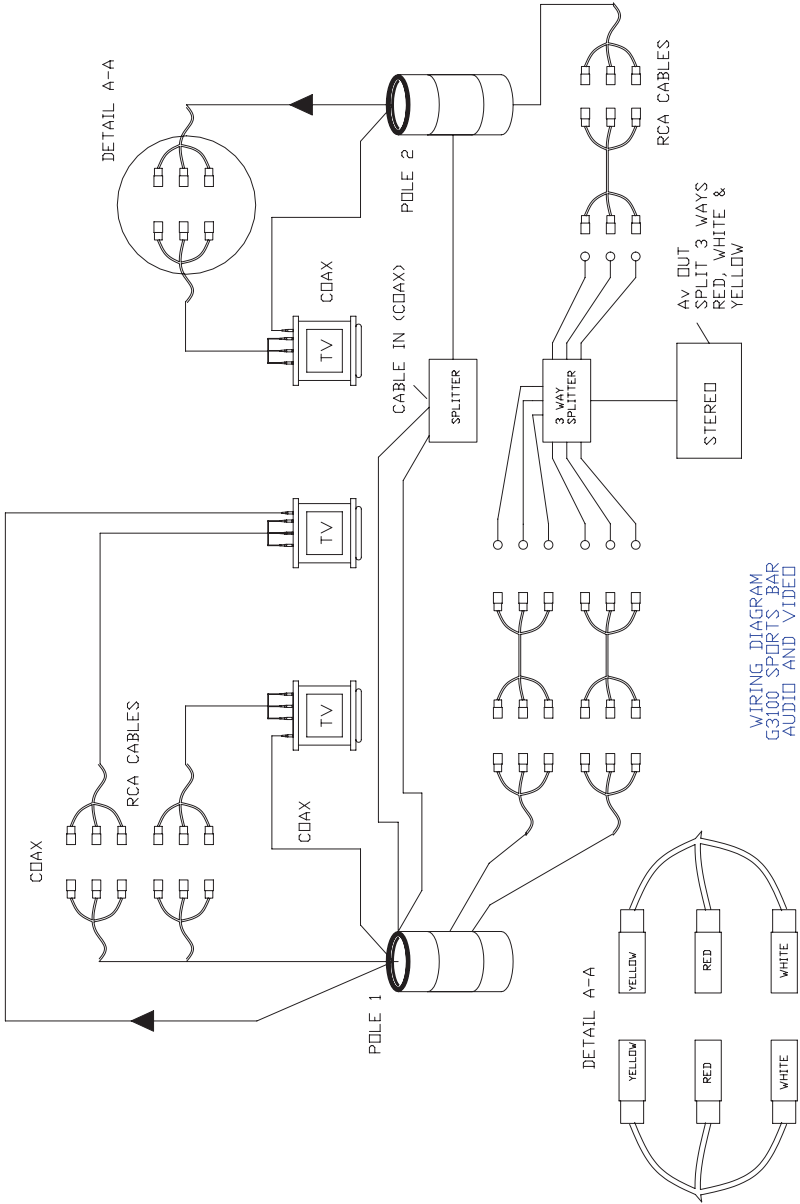 COAX
DETAIL A-A
RCA CABLES
COAX
TV
TV
TV
COAX
POLE 1
CABLE IN (COAX)
POLE 2
SPLITTER
3 WAY
SPLITTER
RCA CABLES
Av OUT
SPLIT 3 WAYS
RED, WHITE &
YELLOW
STEREO
DETAIL A-A
YELLOW
YELLOW
RED
RED
WHITE
WHITE
WIRING DIAGRAM
G3100 SPORTS BAR
AUDIO AND VIDEO